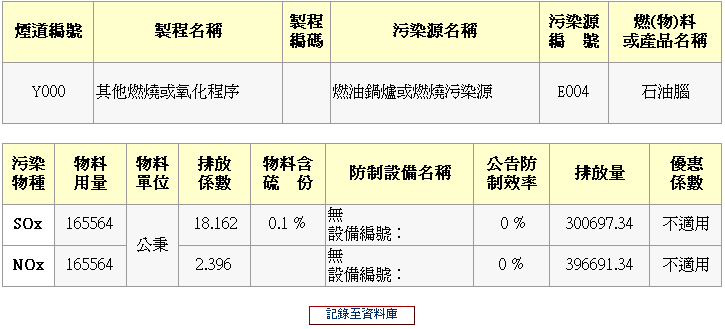 煙道編號 製程名稱 製程編碼 污染源名稱 污染源編　號 燃(物)料或產品名稱
Y000 其他燃燒或氧化程序 燃油鍋爐或燃燒污染源 E004 石油腦
污染物種 物料用量 物料單位 排放係數 物料含硫　份 防制設備名稱 公告防制效率 排放量 優惠係數
SOx 165564 公秉 18.162 0.1 % 無 設備編號： 0 % 300697.34 不適用
NOx 165564 2.396 無 設備編號： 0 % 396691.34 不適用
記錄至資料庫